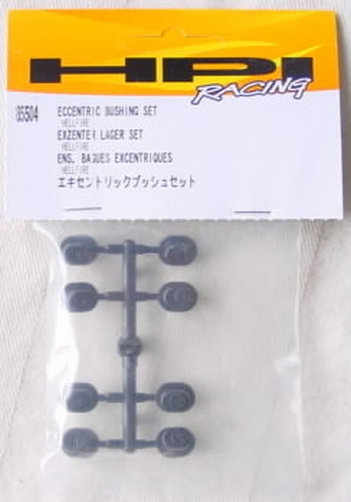 HPI
RACING
85504 ECCENTRIC BUSHING SET
HELLFIRE
EXZENTER LAGER SET
HELLFIRE
ENS. BAGUES EXCENTRIQUES
HELLFIRE
エキセントリックブッシュセット